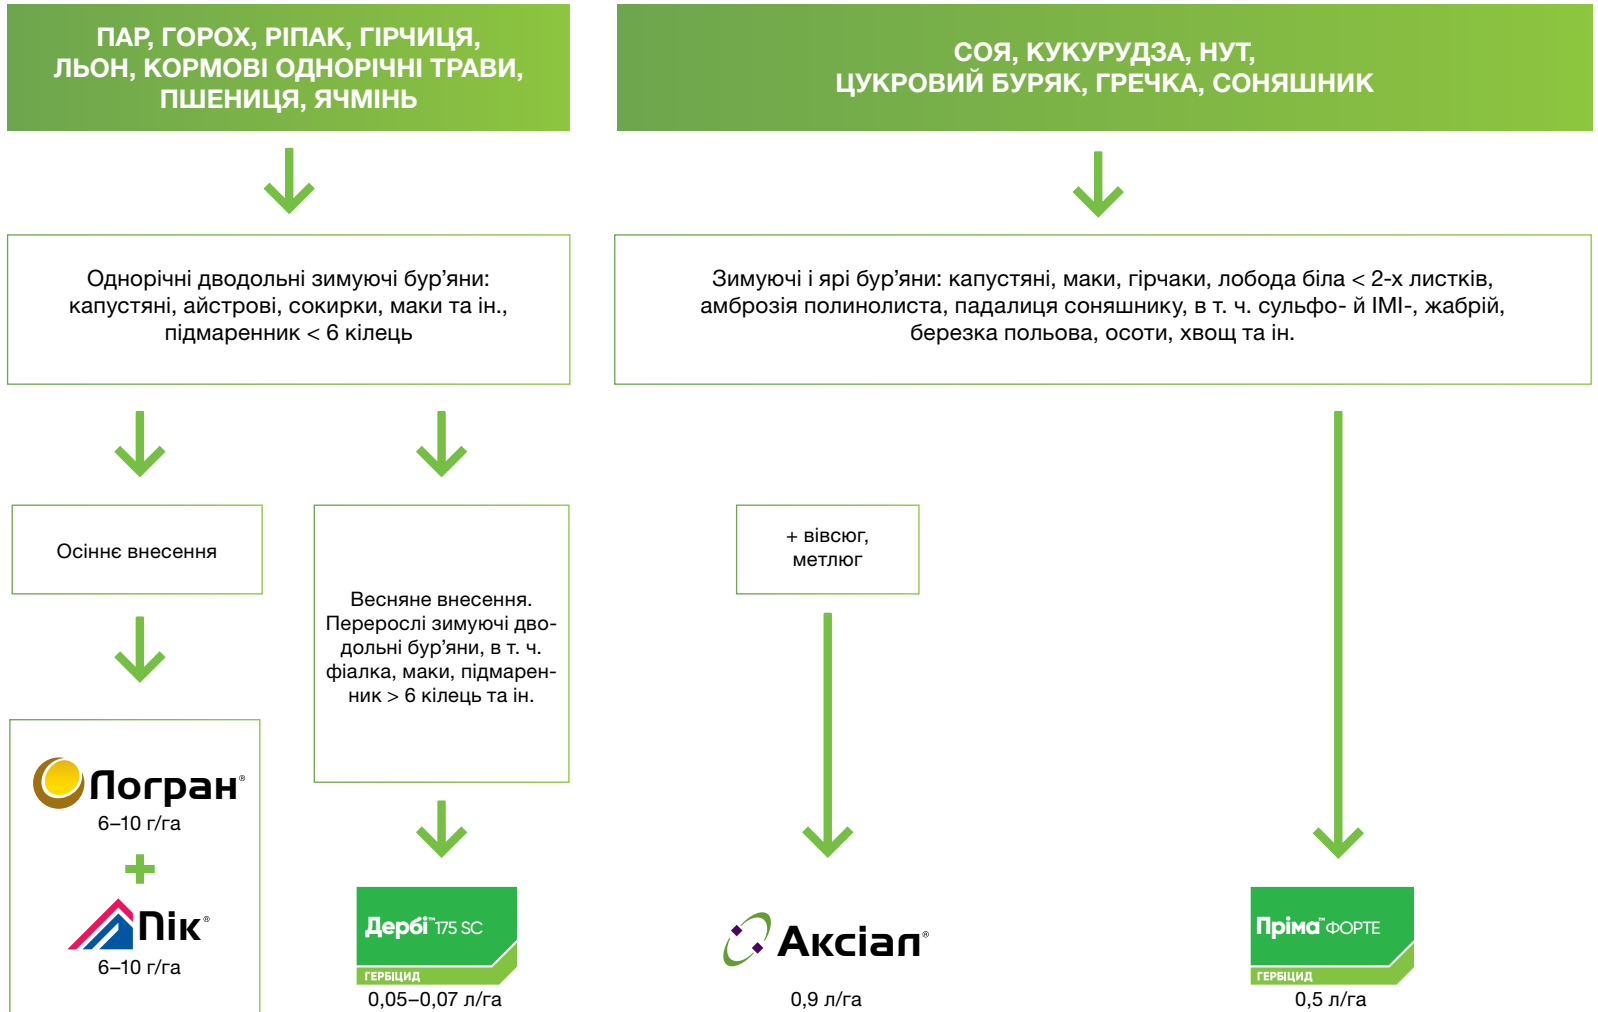 ПАР, ГОРОХ, РІПАК, ГІРЧИЦЯ,
ЛЬОН, КОРМОВІ ОДНОРІЧНІ ТРАВИ,
ПШЕНИЦЯ, ЯЧМІНЬ
СОЯ, КУКУРУДЗА, НУТ,
ЦУКРОВИЙ БУРЯК, ГРЕЧКА, СОНЯШНИК
Однорічні дводольні зимуючі бур’яни:
капустяні, айстрові, сокирки, маки та ін.,
підмаренник < 6 кілець
Зимуючі і ярі бур’яни: капустяні, маки, гірчаки, лобода біла < 2-х листків,
амброзія полинолиста, падалиця соняшнику, в т. ч. сульфо- й ІМІ-, жабрій,
березка польова, осоти, хвощ та ін.
Осіннє внесення
Весняне внесення.
Перерослі зимуючі дво-
дольні бур’яни, в т. ч.
фіалка, маки, підмарен-
ник > 6 кілець та ін.
+ вівсюг,
метлюг
Логран®
6–10 г/га
+
Пік®
6–10 г/га
Дербі™ 175 SC
ГЕРБІЦИД
0,05–0,07 л/га
Аксіал®
0,9 л/га
Пріма™ ФОРТЕ
ГЕРБІЦИД
0,5 л/га